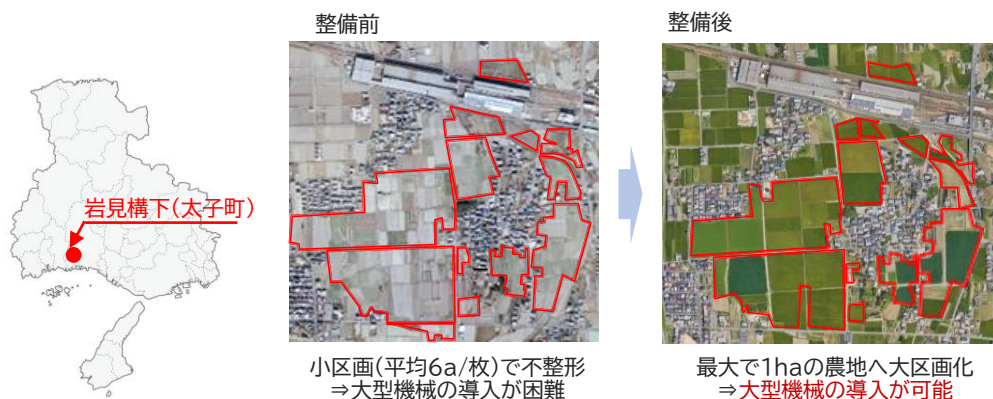 整備前
整備後
岩見構下(太子町)
小区画(平均6a/枚)で不整形
⇒大型機械の導入が困難
最大で1haの農地へ大区画化
⇒大型機械の導入が可能